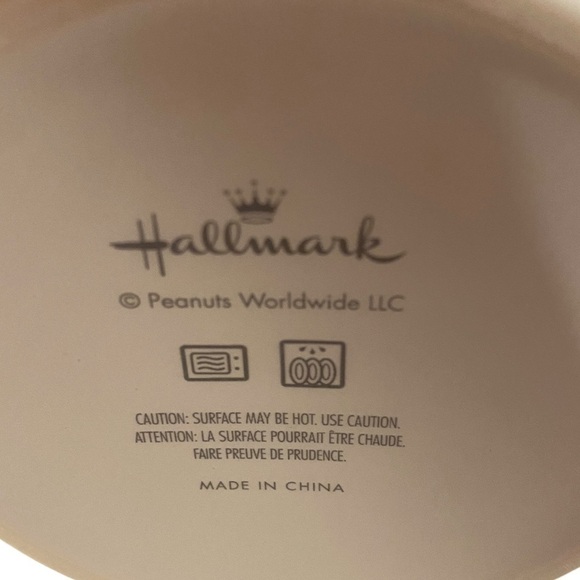 Hallmark
© Peanuts Worldwide LLC
CAUTION: SURFACE MAY BE HOT. USE CAUTION.
ATTENTION: LA SURFACE POURRAIT ÊTRE CHAUDE.
FAIRE PREUVE DE PRUDENCE.
MADE IN CHINA